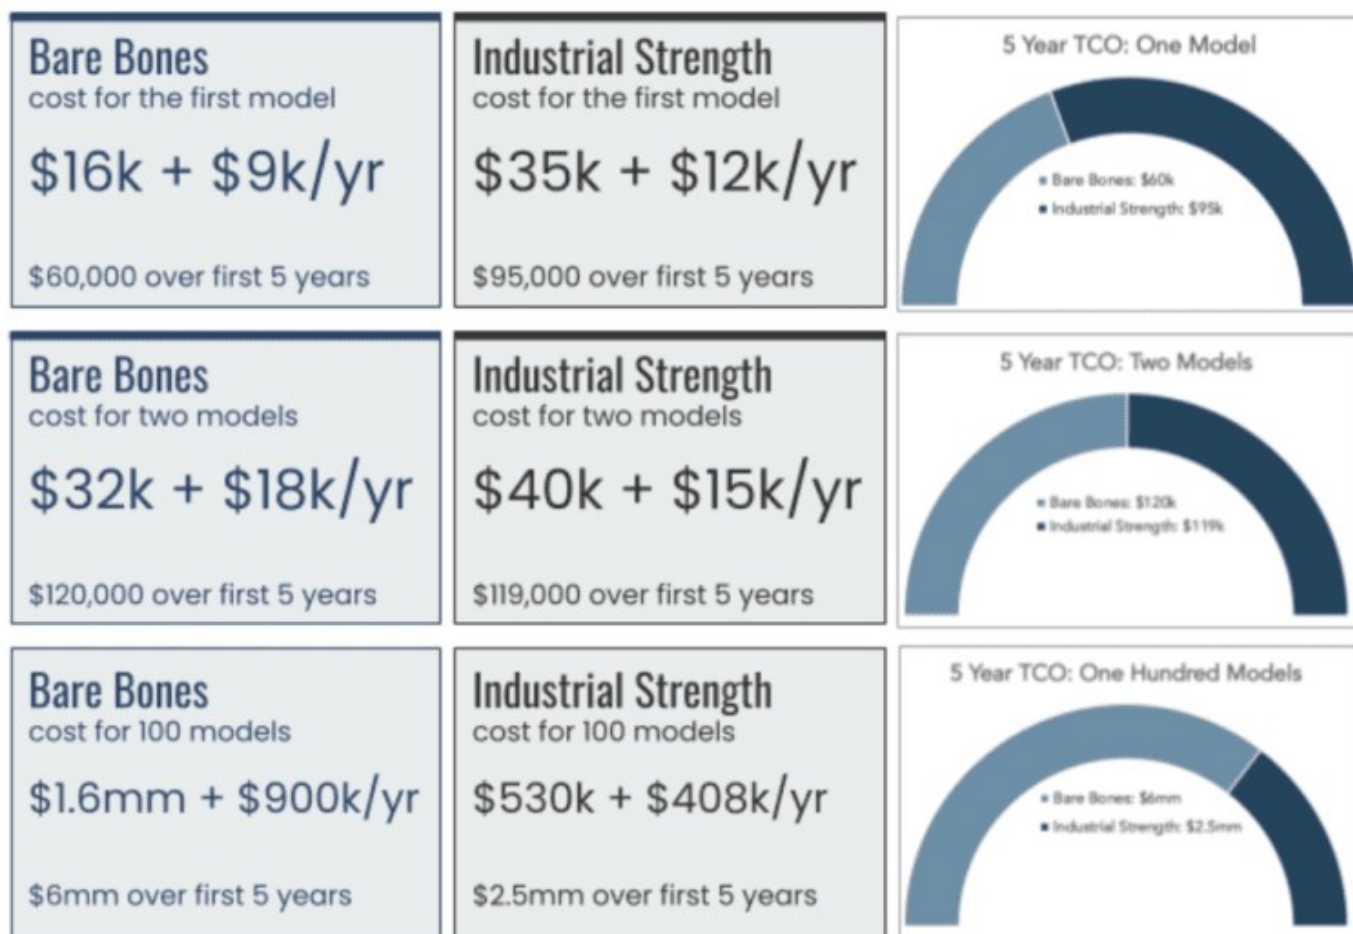 Bare Bones
cost for the first model
$16k + $9k/yr
$60,000 over first 5 years
Industrial Strength
cost for the first model
$35k + $12k/yr
$95,000 over first 5 years
5 Year TCO: One Model
Bare Bones: $60k
Industrial Strength: $95k
Bare Bones
cost for two models
$32k + $18k/yr
$120,000 over first 5 years
Industrial Strength
cost for two models
$40k + $15k/yr
$119,000 over first 5 years
5 Year TCO: Two Models
Bare Bones: $120k
Industrial Strength: $119k
Bare Bones
cost for 100 models
$1.6mm + $900k/yr
$6mm over first 5 years
Industrial Strength
cost for 100 models
$530k + $408k/yr
$2.5mm over first 5 years
5 Year TCO: One Hundred Models
Bare Bones: $6mm
Industrial Strength: $2.5mm